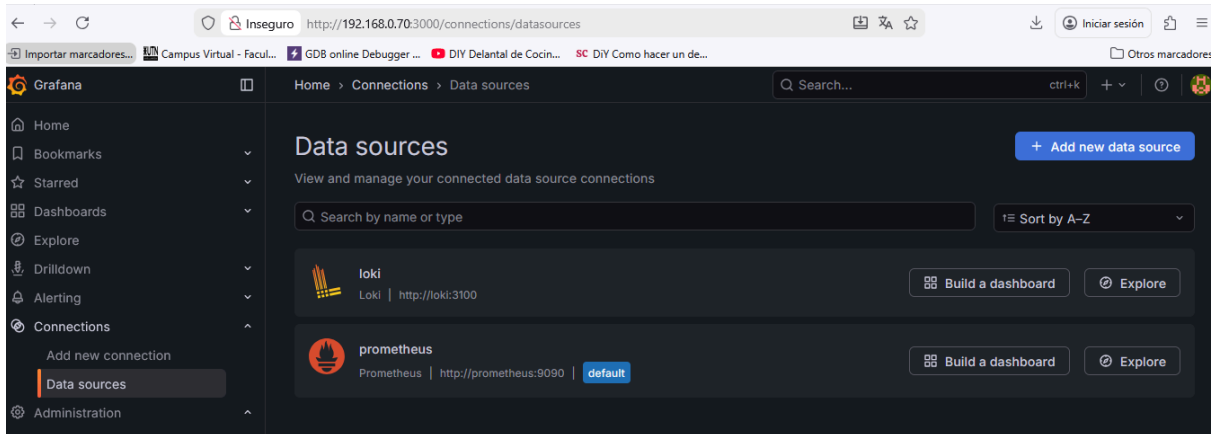 Inseguro http://192.168.0.70:3000/connections/datasources Iniciar sesión
Importar marcadores... Campus Virtual - Facul... GDB online Debugger ... DIY Delantal de Cocin... SC DiY Como hacer un de... Otros marcadores
Grafana Home > Connections > Data sources Search... ctrl+k
Home
Bookmarks
Starred
Dashboards
Explore
Drilldown
Alerting
Connections
Add new connection
Data sources
Administration
Data sources
+ Add new data source
View and manage your connected data source connections
Search by name or type
Sort by A–Z
loki
Loki | http://loki:3100
Build a dashboard
Explore
prometheus
Prometheus | http://prometheus:9090 | default
Build a dashboard
Explore